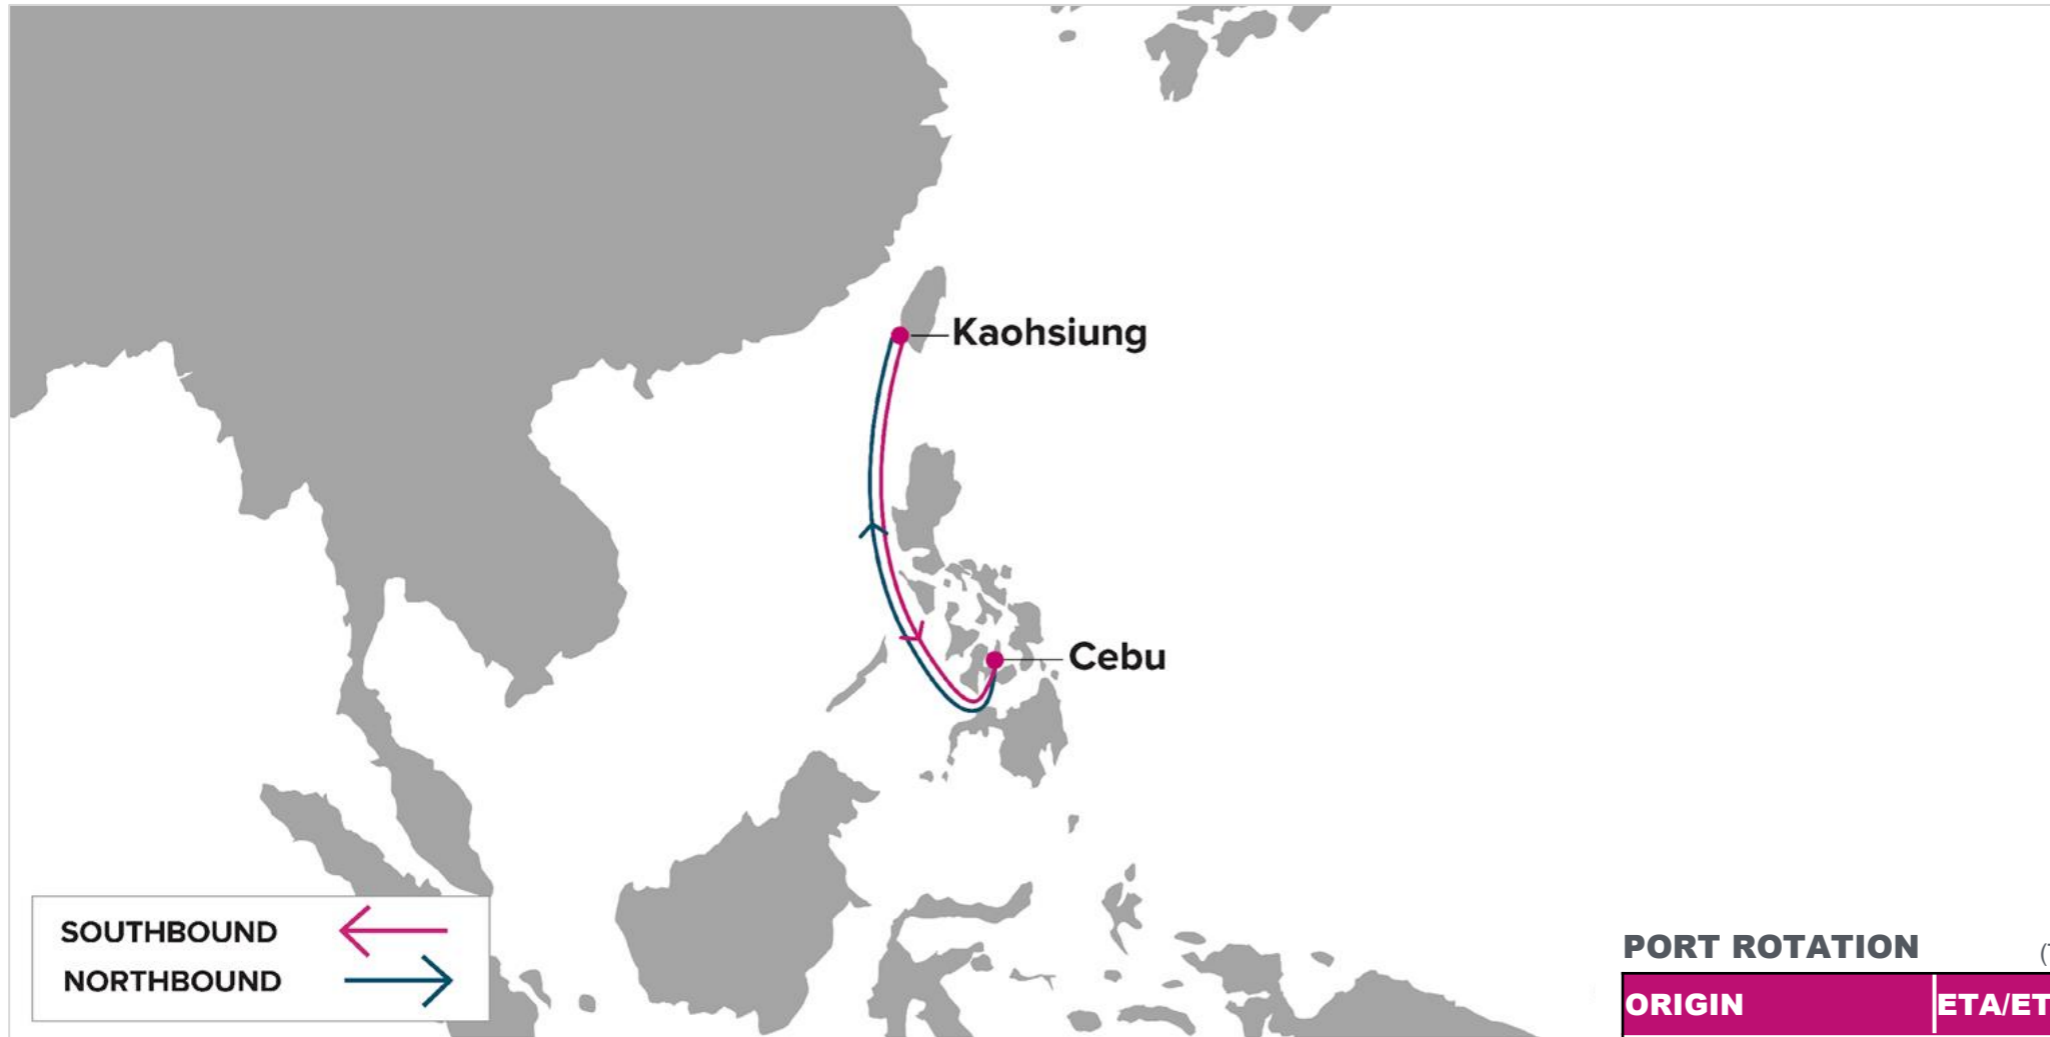 Kaohsiung
Cebu
SOUTHBOUND
NORTHBOUND
PORT ROTATION
ORIGIN